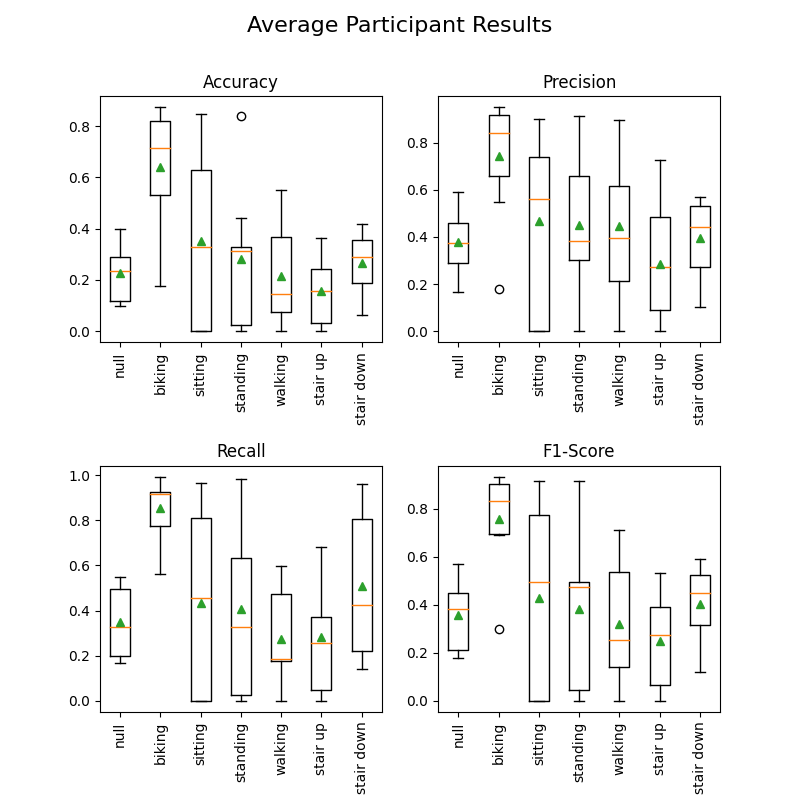 Average Participant Results
Accuracy
0.8
0.6
0.4
0.2
0.0
null
biking
sitting
standing
walking
stair up
stair down
Precision
0.8
0.6
0.4
0.2
0.0
null
biking
sitting
standing
walking
stair up
stair down
Recall
1.0
0.8
0.6
0.4
0.2
0.0
null
biking
sitting
standing
walking
stair up
stair down
F1-Score
0.8
0.6
0.4
0.2
0.0
null
biking
sitting
standing
walking
stair up
stair down